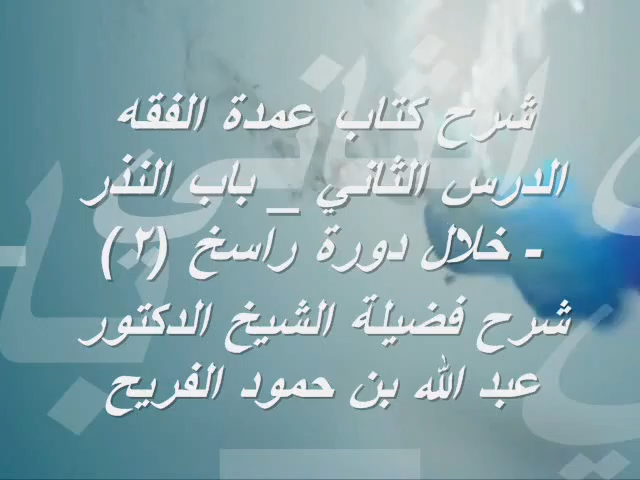 شرح كتاب عمدة الفقه
الدرس الثاني _ باب النذر
- خلال دورة راسخ (٢)
شرح فضيلة الشيخ الدكتور
عبد الله بن حمود الفريح